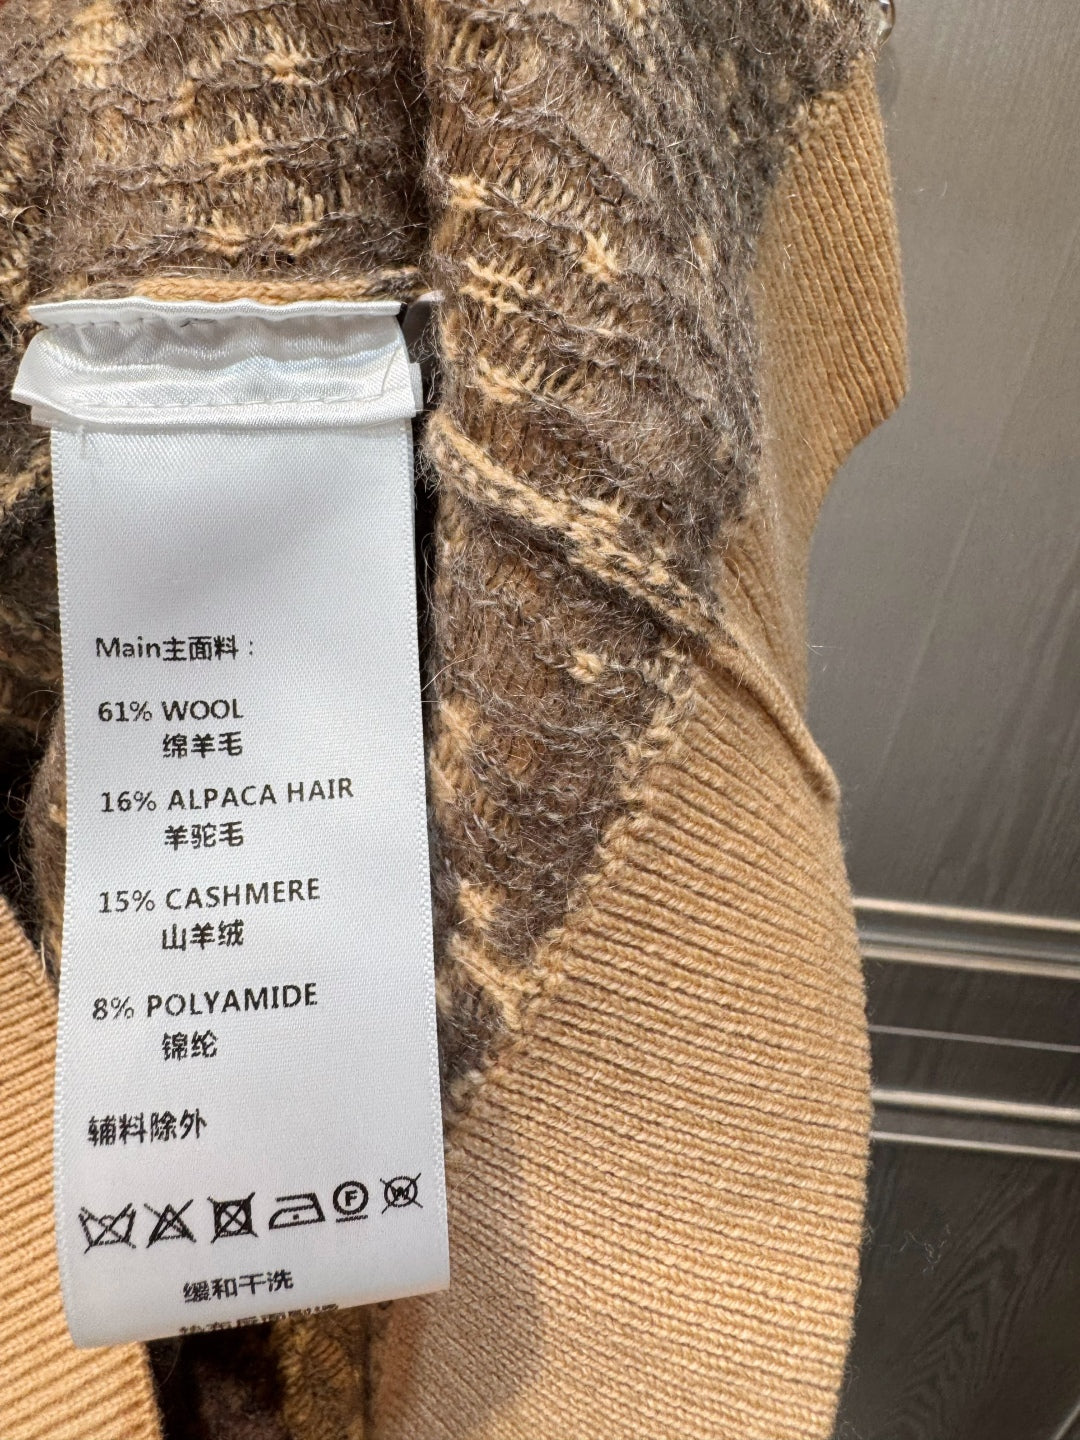 Main主面料：
61% WOOL
绵羊毛
16% ALPACA HAIR
羊驼毛
15% CASHMERE
山羊绒
8% POLYAMIDE
锦纶
辅料除外
F W
缓和干洗